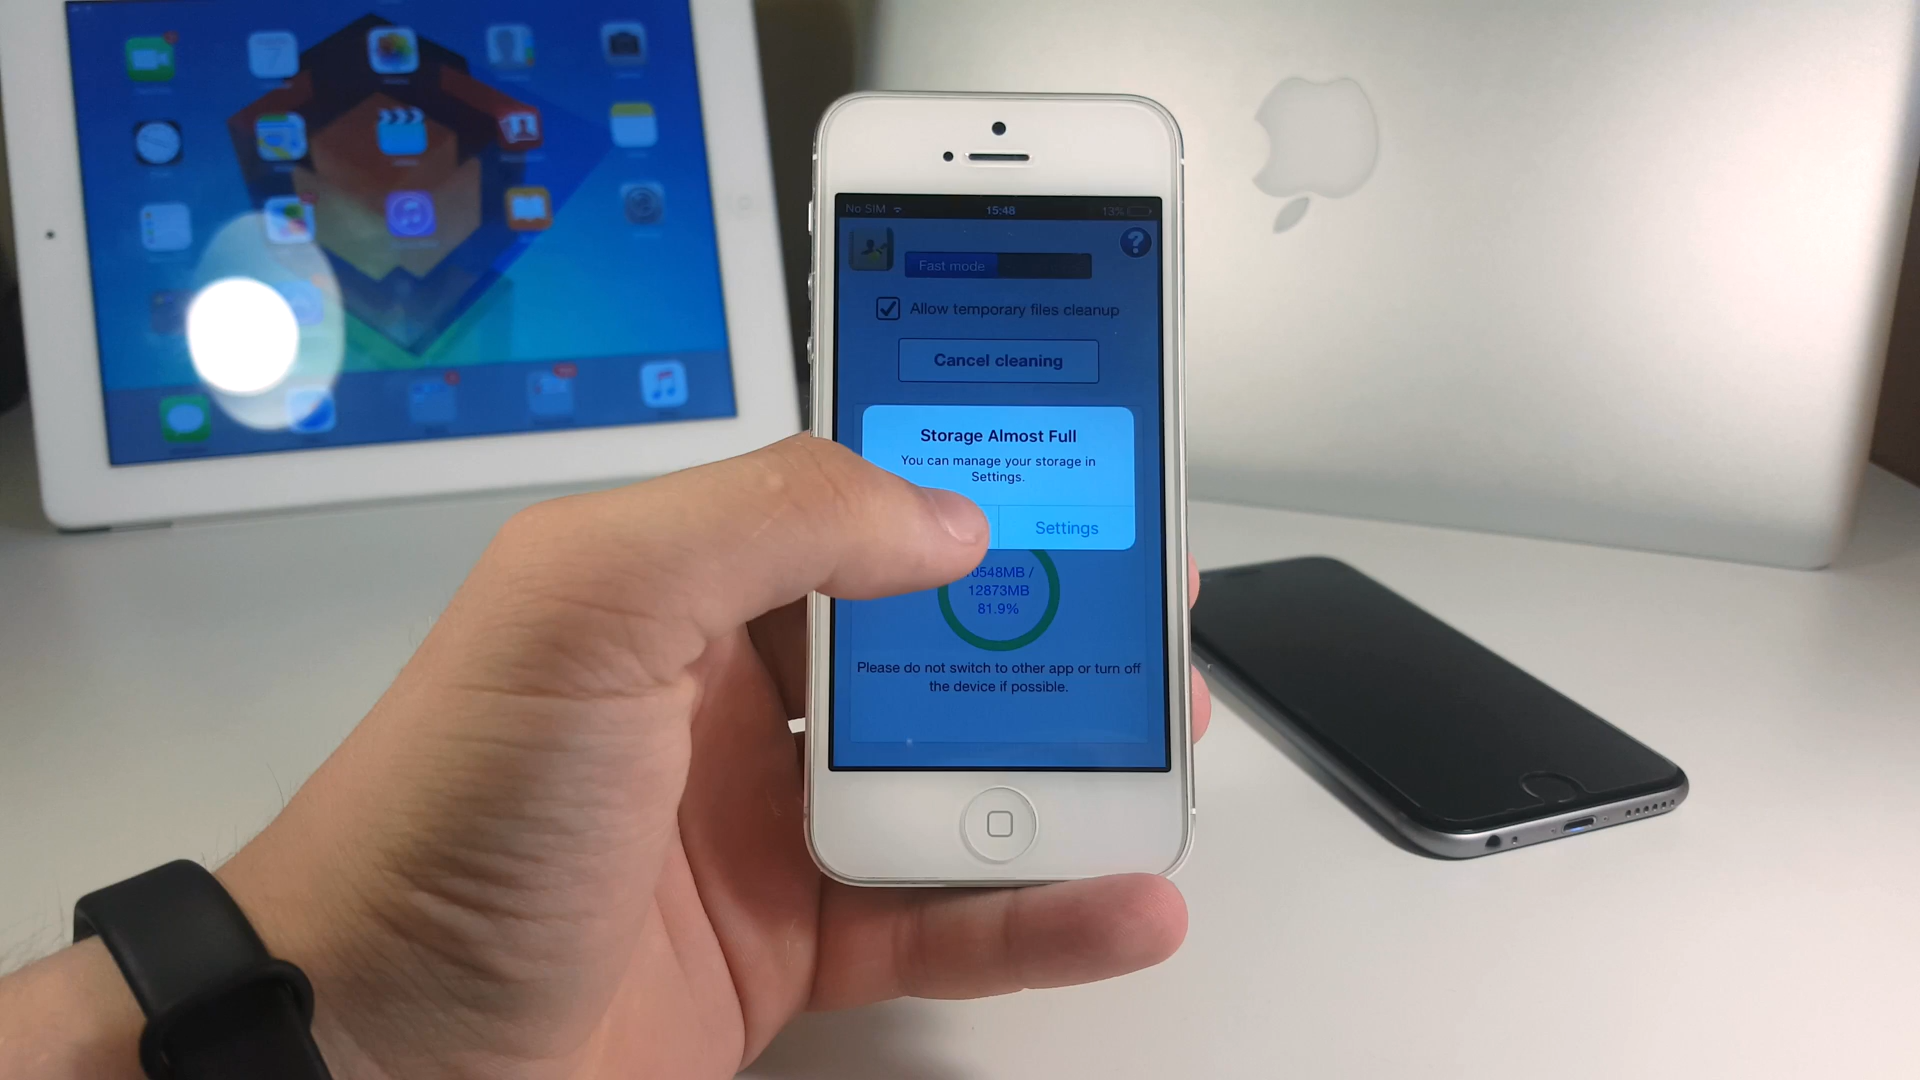 No SIM 15:48 13%
Fast mode
?
Allow temporary files cleanup
Cancel cleaning
Storage Almost Full
You can manage your storage in
Settings.
Settings
0548MB /
12873MB
81.9%
Please do not switch to other app or turn off
the device if possible.